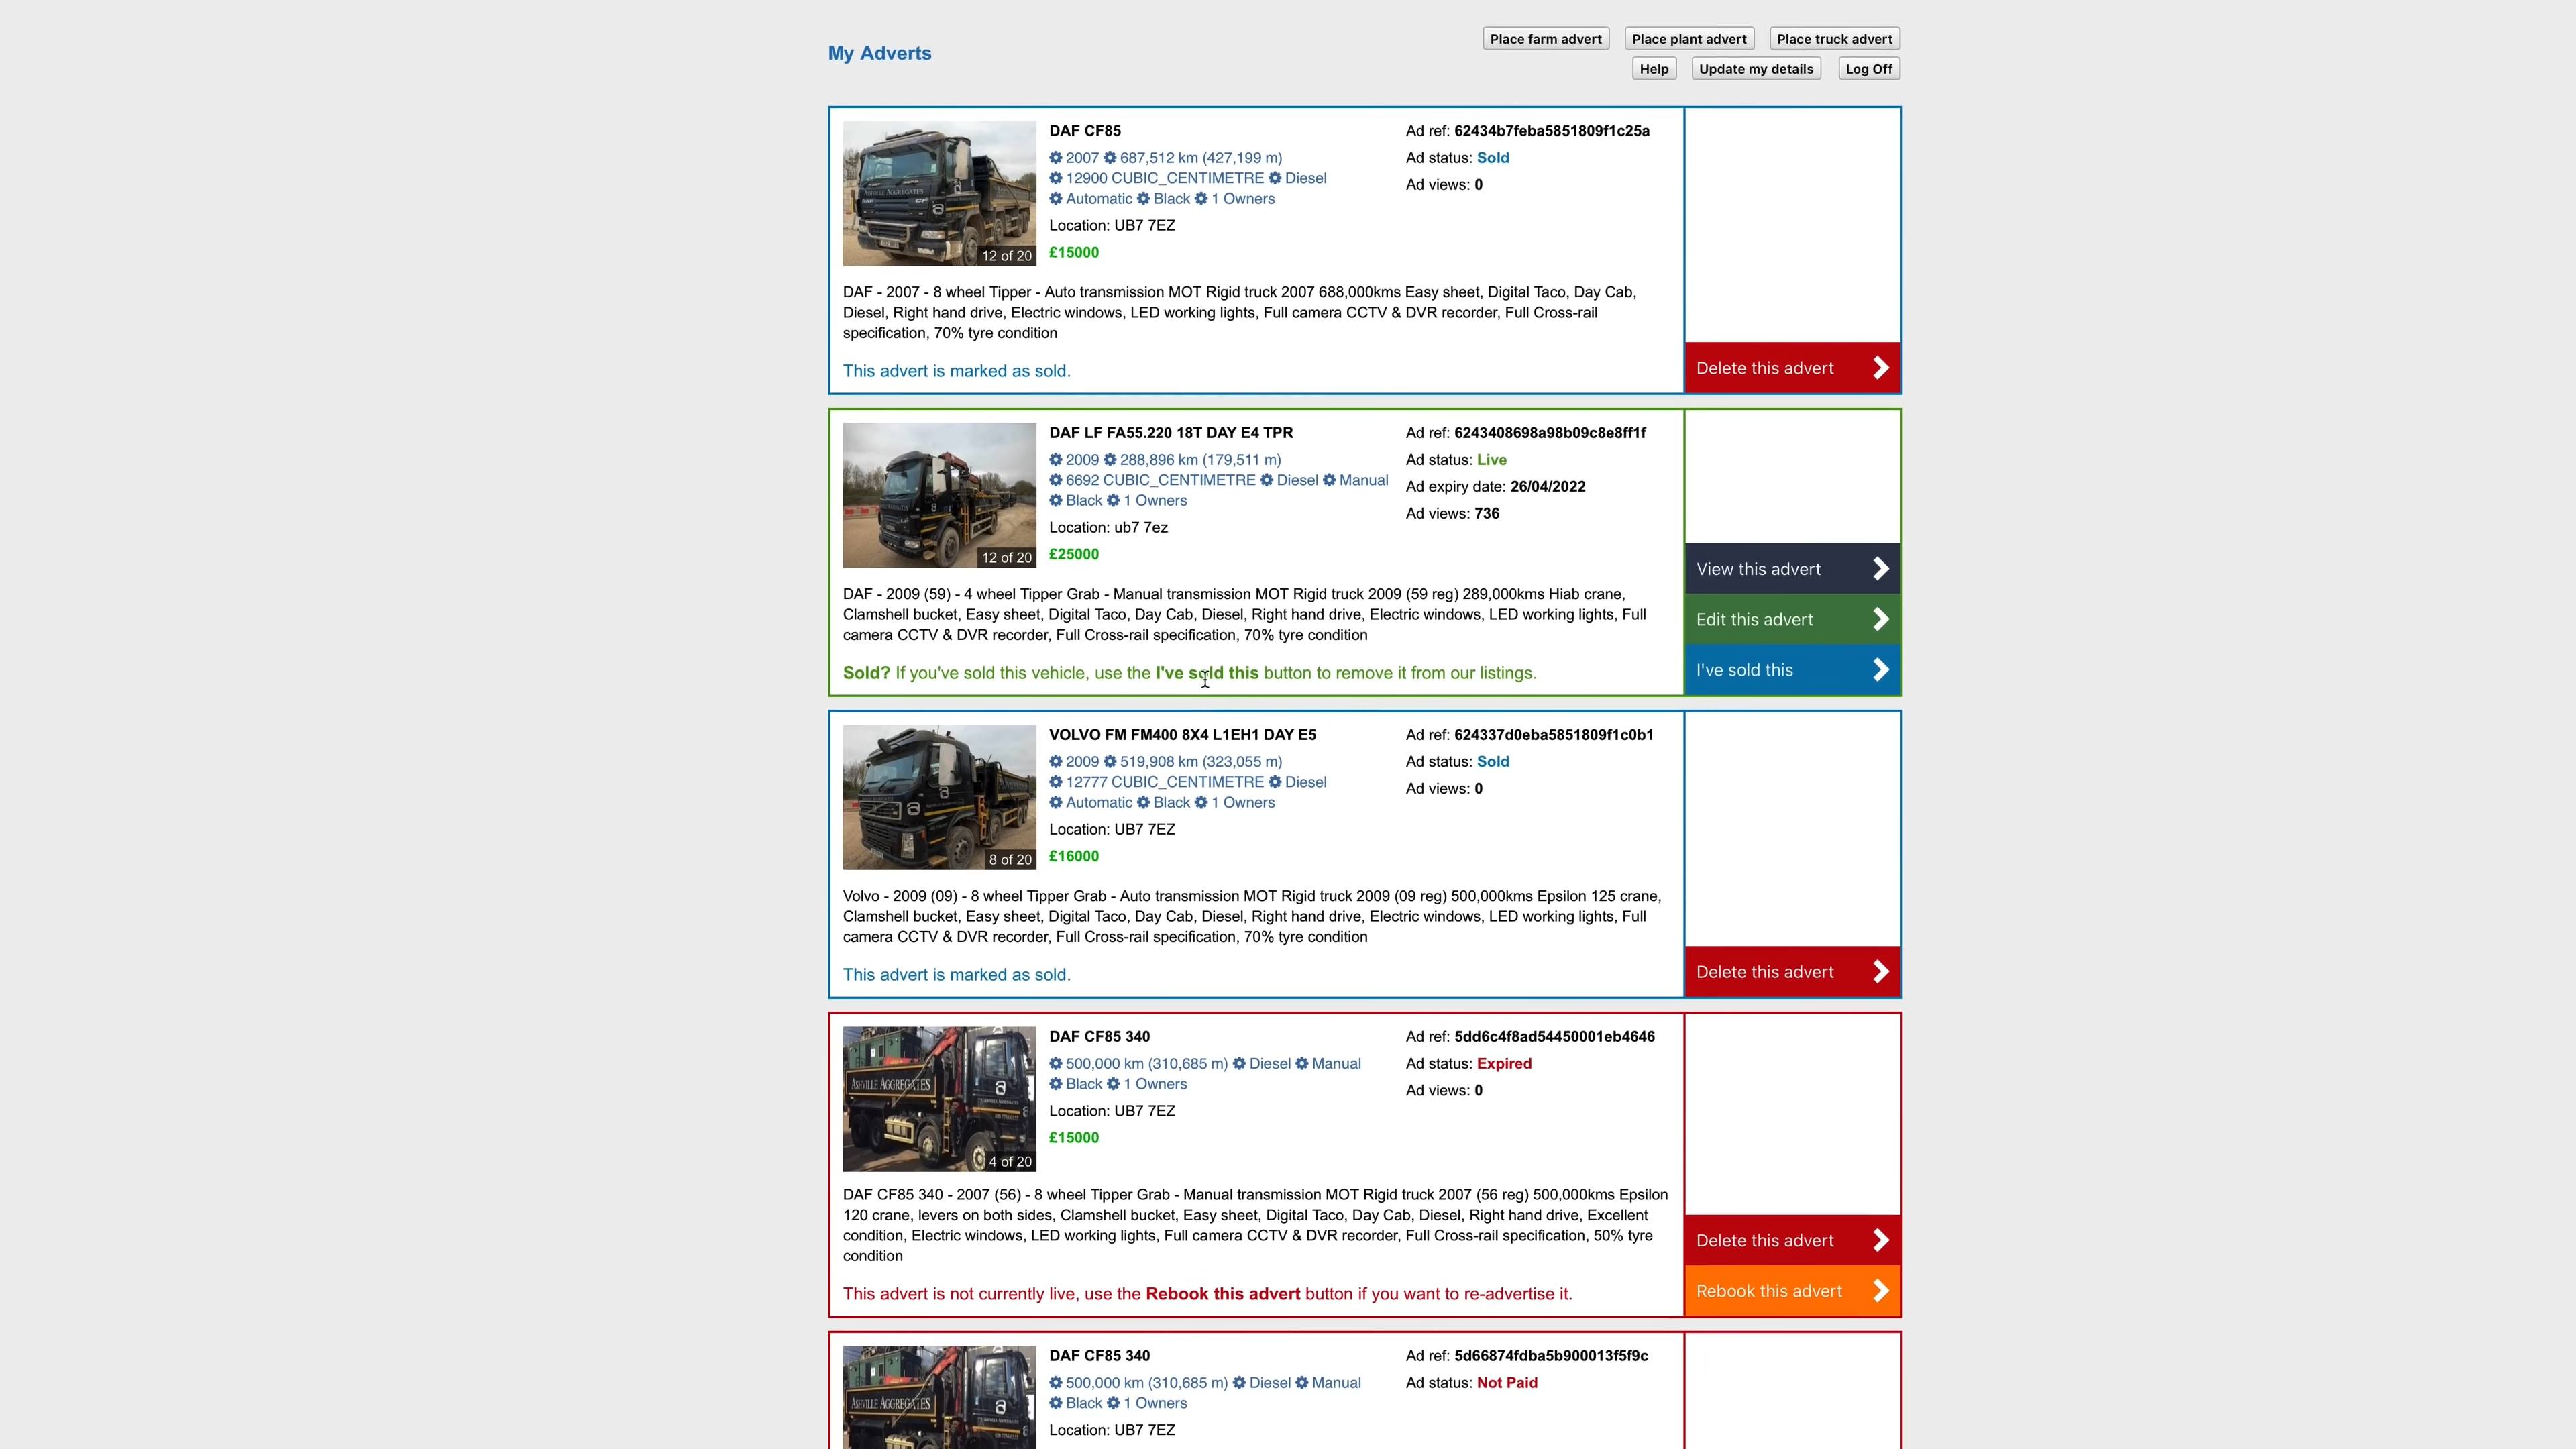 My Adverts
Place farm advert
Place plant advert
Place truck advert
Help
Update my details
Log Off
DAF CF85
2007 687,512 km (427,199 m)
12900 CUBIC_CENTIMETRE Diesel
Automatic Black 1 Owners
Location: UB7 7EZ
£15000
Ad ref: 62434b7feba5851809f1c25a
Ad status: Sold
Ad views: 0
ASHVILLE AGGREGATES
12 of 20
DAF - 2007 - 8 wheel Tipper - Auto transmission MOT Rigid truck 2007 688,000kms Easy sheet, Digital Taco, Day Cab,
Diesel, Right hand drive, Electric windows, LED working lights, Full camera CCTV & DVR recorder, Full Cross-rail
specification, 70% tyre condition
This advert is marked as sold.
Delete this advert
DAF LF FA55.220 18T DAY E4 TPR
2009 288,896 km (179,511 m)
6692 CUBIC_CENTIMETRE Diesel Manual
Black 1 Owners
Location: ub7 7ez
£25000
Ad ref: 6243408698a98b09c8e8ff1f
Ad status: Live
Ad expiry date: 26/04/2022
Ad views: 736
12 of 20
DAF - 2009 (59) - 4 wheel Tipper Grab - Manual transmission MOT Rigid truck 2009 (59 reg) 289,000kms Hiab crane,
Clamshell bucket, Easy sheet, Digital Taco, Day Cab, Diesel, Right hand drive, Electric windows, LED working lights, Full
camera CCTV & DVR recorder, Full Cross-rail specification, 70% tyre condition
Sold? If you've sold this vehicle, use the I've sold this button to remove it from our listings.
View this advert
Edit this advert
I've sold this
VOLVO FM FM400 8X4 L1EH1 DAY E5
2009 519,908 km (323,055 m)
12777 CUBIC_CENTIMETRE Diesel
Automatic Black 1 Owners
Location: UB7 7EZ
£16000
Ad ref: 624337d0eba5851809f1c0b1
Ad status: Sold
Ad views: 0
8 of 20
Volvo - 2009 (09) - 8 wheel Tipper Grab - Auto transmission MOT Rigid truck 2009 (09 reg) 500,000kms Epsilon 125 crane,
Clamshell bucket, Easy sheet, Digital Taco, Day Cab, Diesel, Right hand drive, Electric windows, LED working lights, Full
camera CCTV & DVR recorder, Full Cross-rail specification, 70% tyre condition
This advert is marked as sold.
Delete this advert
DAF CF85 340
500,000 km (310,685 m) Diesel Manual
Black 1 Owners
Location: UB7 7EZ
£15000
Ad ref: 5dd6c4f8ad54450001eb4646
Ad status: Expired
Ad views: 0
ASHVILLE AGGREGATES
4 of 20
DAF CF85 340 - 2007 (56) - 8 wheel Tipper Grab - Manual transmission MOT Rigid truck 2007 (56 reg) 500,000kms Epsilon
120 crane, levers on both sides, Clamshell bucket, Easy sheet, Digital Taco, Day Cab, Diesel, Right hand drive, Excellent
condition, Electric windows, LED working lights, Full camera CCTV & DVR recorder, Full Cross-rail specification, 50% tyre
condition
This advert is not currently live, use the Rebook this advert button if you want to re-advertise it.
Delete this advert
Rebook this advert
DAF CF85 340
500,000 km (310,685 m) Diesel Manual
Black 1 Owners
Location: UB7 7EZ
Ad ref: 5d66874fdba5b900013f5f9c
Ad status: Not Paid
ASHVILLE AGGREGATES